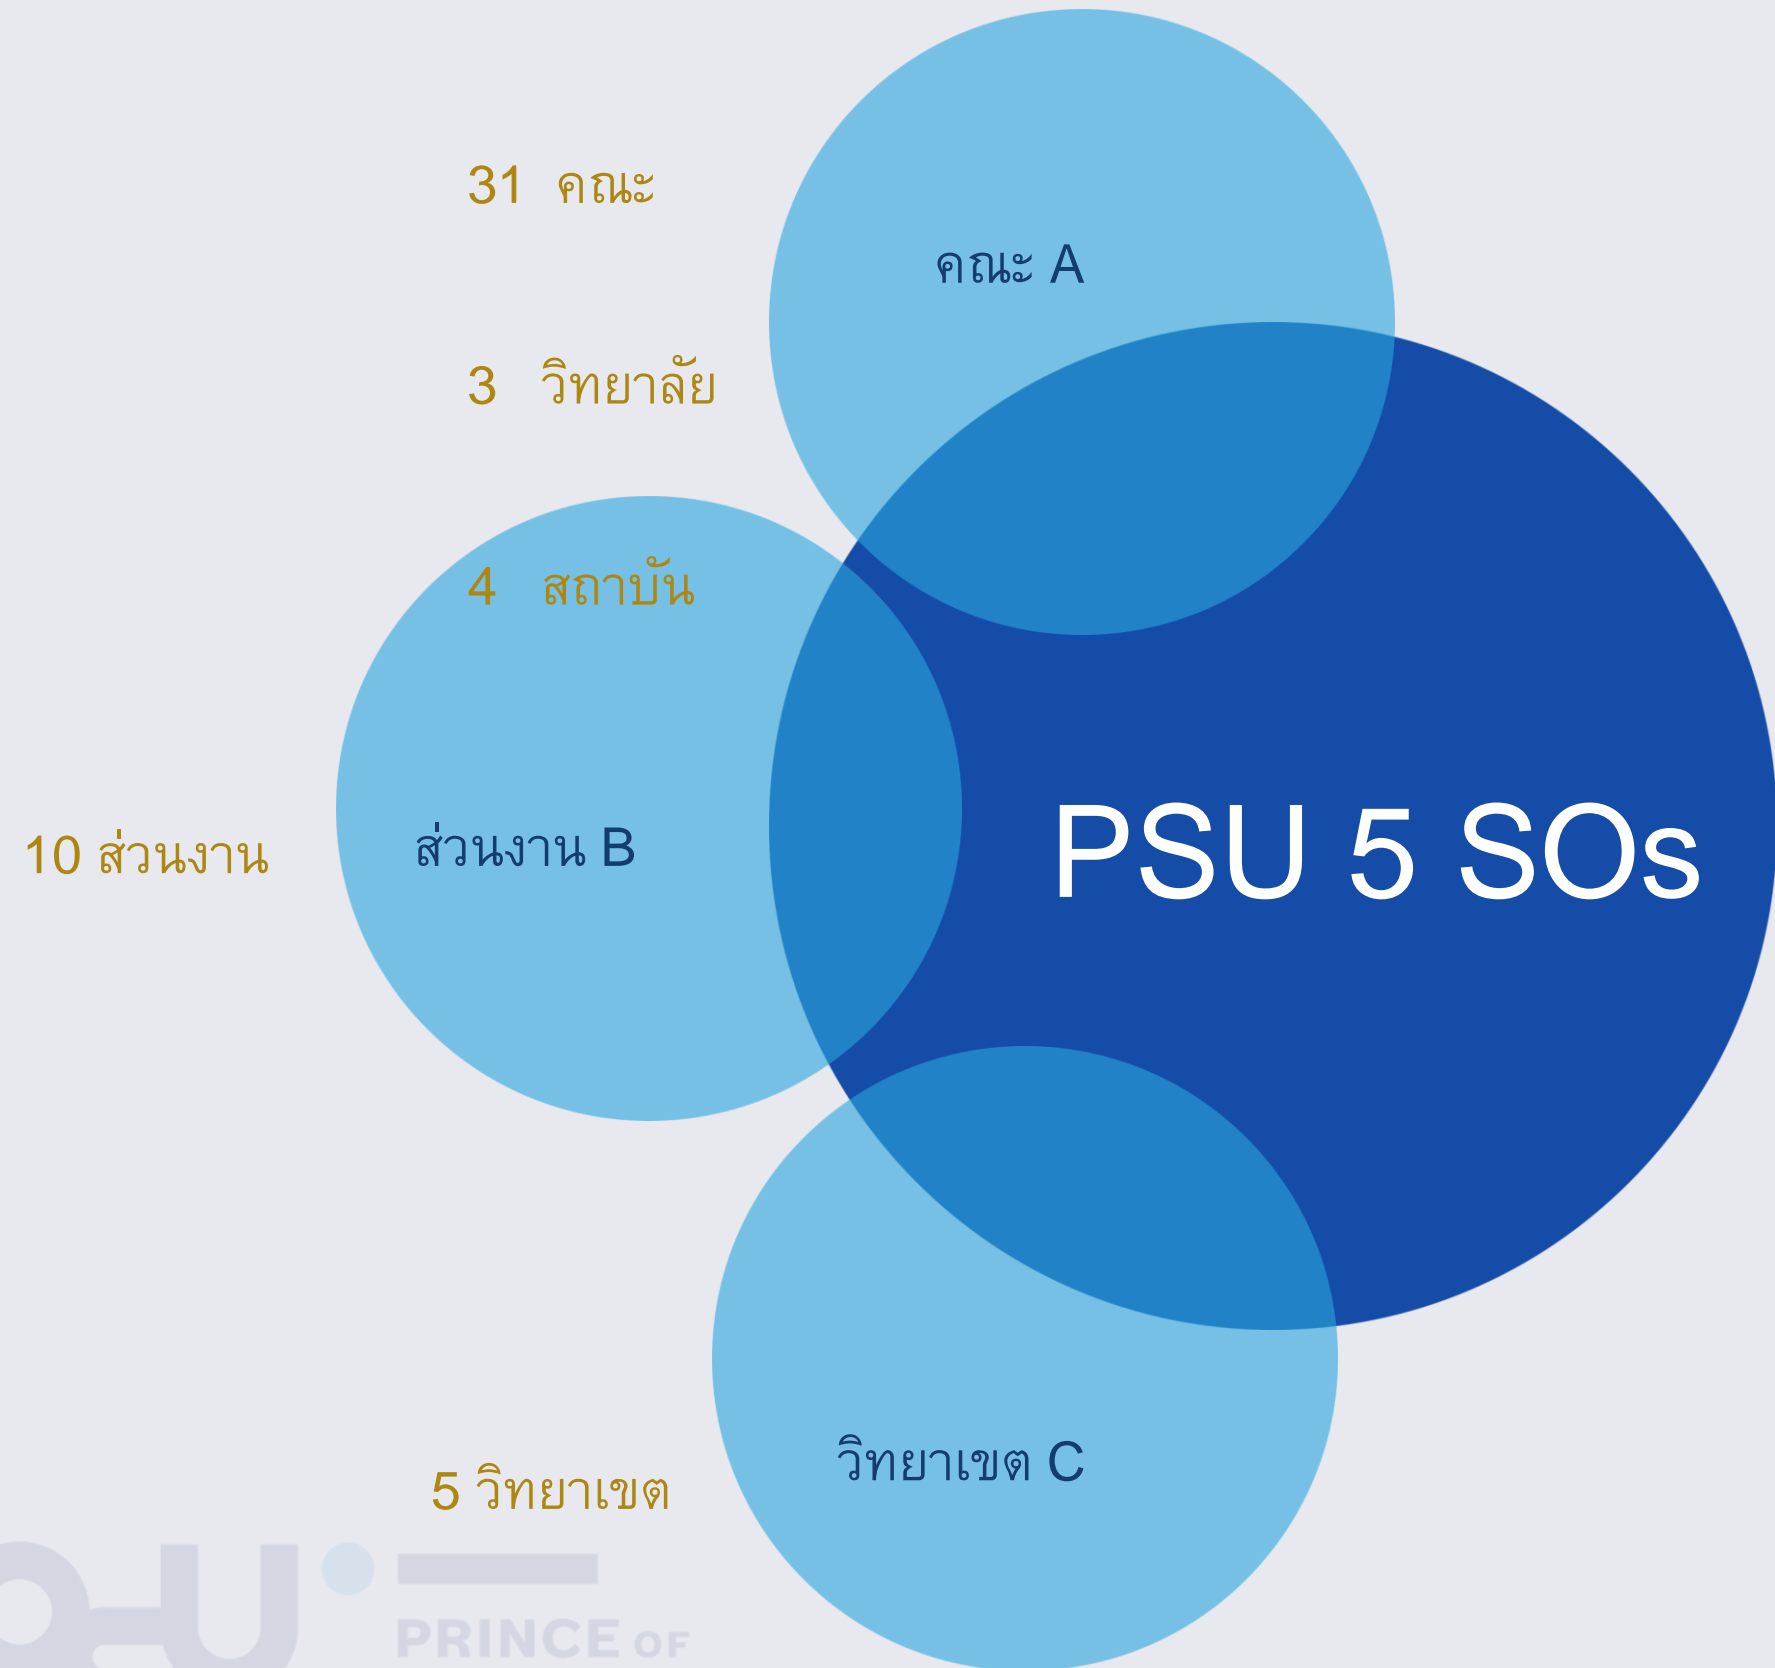 31 คณะ
คณะ A
3 วิทยาลัย
4 สถาบัน
10 ส่วนงาน
ส่วนงาน B
PSU 5 SOs
วิทยาเขต C
5 วิทยาเขต
PRINCE OF